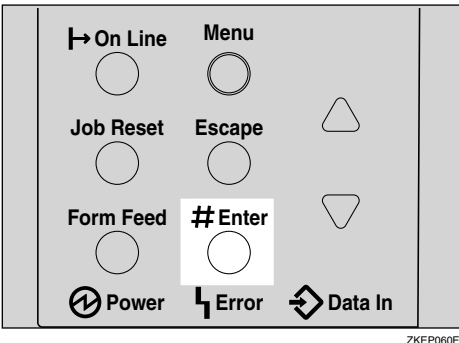 On Line Menu
Job Reset Escape
Form Feed # Enter
Power Error Data In
ZKEP060E